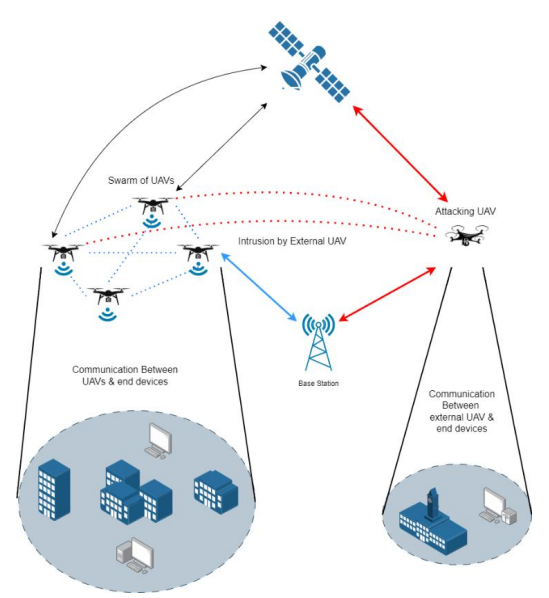 Swarm of UAVs
Attacking UAV
Intrusion by External UAV
Base Station
Communication Between
UAVs & end devices
Communication
Between
external UAV &
end devices